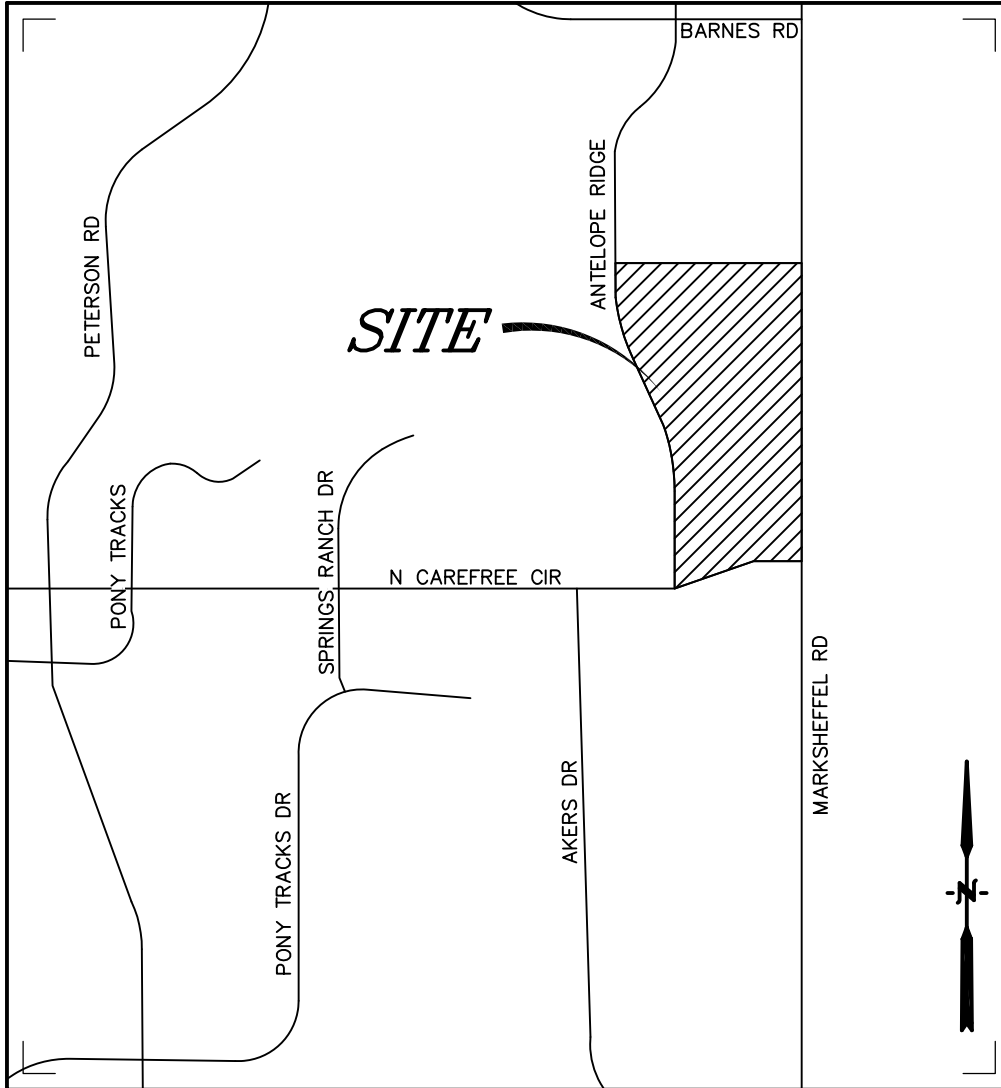 BARNES RD
ANTELOPE RIDGE
PETERSON RD
SITE
PONY TRACKS
SPRINGS RANCH DR
N CAREFREE CIR
MARKSHEFFEL RD
PONY TRACKS DR
AKERS DR
N